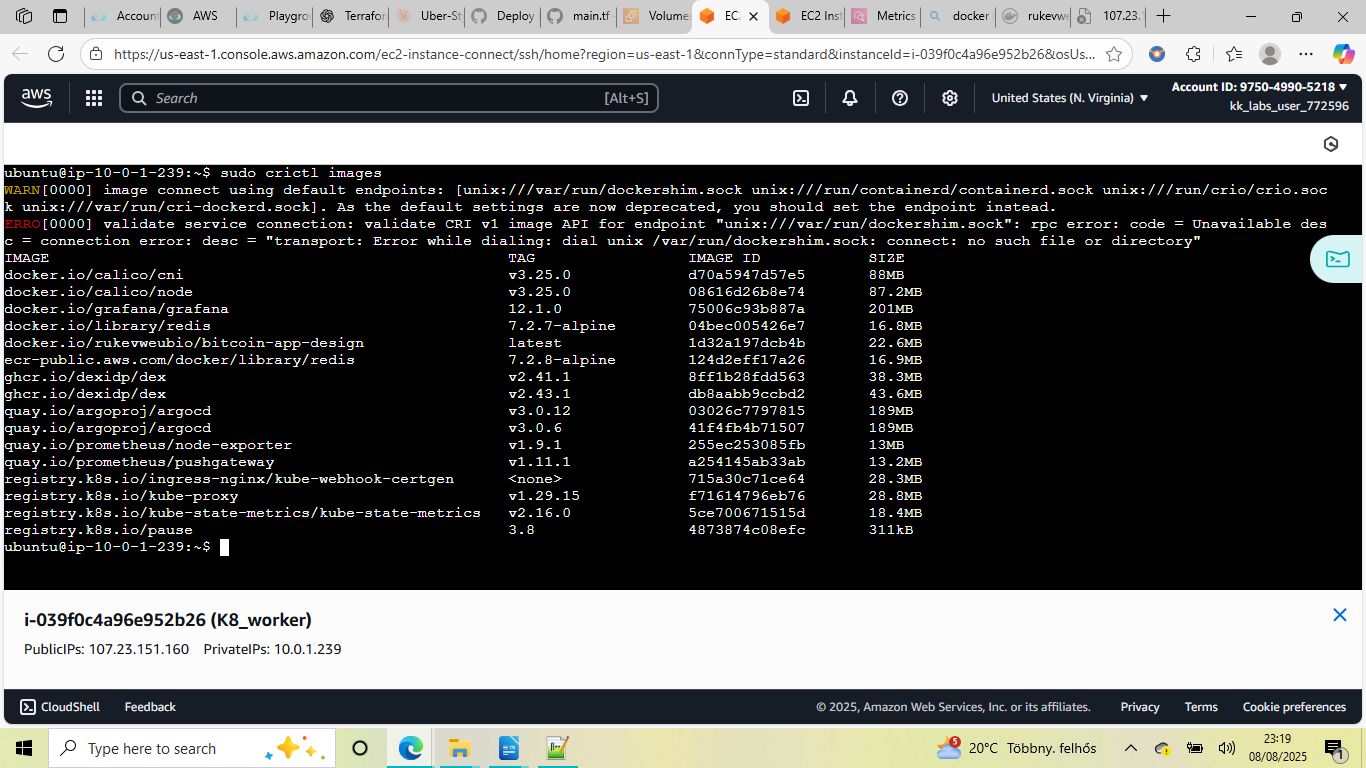 Account
AWS
Playgro
Terrafor
Uber-St
Deploy
main.tf
Volume
EC2
EC2 Inst
Metrics
docker
rukevwe
107.23.1
https://us-east-1.console.aws.amazon.com/ec2-instance-connect/ssh/home?region=us-east-1&connType=standard&instanceId=i-039f0c4a96e952b26&osUs...
aws
Search
[Alt+S]
United States (N. Virginia)
Account ID: 9750-4990-5218
kk_labs_user_772596
ubuntu@ip-10-0-1-239:~$ sudo crictl images
WARN[0000] image connect using default endpoints: [unix:///var/run/dockershim.sock unix:///run/containerd/containerd.sock unix:///run/crio/crio.soc
k unix:///var/run/cri-dockerd.sock]. As the default settings are now deprecated, you should set the endpoint instead.
ERRO[0000] validate service connection: validate CRI v1 image API for endpoint "unix:///var/run/dockershim.sock": rpc error: code = Unavailable des
c = connection error: desc = "transport: Error while dialing: dial unix /var/run/dockershim.sock: connect: no such file or directory"
IMAGE TAG IMAGE ID SIZE
docker.io/calico/cni v3.25.0 d70a5947d57e5 88MB
docker.io/calico/node v3.25.0 08616d26b8e74 87.2MB
docker.io/grafana/grafana 12.1.0 75006c93b887a 201MB
docker.io/library/redis 7.2.7-alpine 04bec005426e7 16.8MB
docker.io/rukevweubio/bitcoin-app-design latest 1d32a197dcb4b 22.6MB
ecr-public.aws.com/docker/library/redis 7.2.8-alpine 124d2eff17a26 16.9MB
ghcr.io/dexidp/dex v2.41.1 8ff1b28fdd563 38.3MB
ghcr.io/dexidp/dex v2.43.1 db8aabb9ccbd2 43.6MB
quay.io/argoproj/argocd v3.0.12 03026c7797815 189MB
quay.io/argoproj/argocd v3.0.6 41f4fb4b71507 189MB
quay.io/prometheus/node-exporter v1.9.1 255ec253085fb 13MB
quay.io/prometheus/pushgateway v1.11.1 a254145ab33ab 13.2MB
registry.k8s.io/ingress-nginx/kube-webhook-certgen <none> 715a30c71ce64 28.3MB
registry.k8s.io/kube-proxy v1.29.15 f71614796eb76 28.8MB
registry.k8s.io/kube-state-metrics/kube-state-metrics v2.16.0 5ce700671515d 18.4MB
registry.k8s.io/pause 3.8 4873874c08efc 311kB
ubuntu@ip-10-0-1-239:~$
i-039f0c4a96e952b26 (K8_worker)
PublicIPs: 107.23.151.160 PrivateIPs: 10.0.1.239
CloudShell Feedback © 2025, Amazon Web Services, Inc. or its affiliates. Privacy Terms Cookie preferences
Type here to search
5
20°C Többny. felhős
23:19
08/08/2025
1